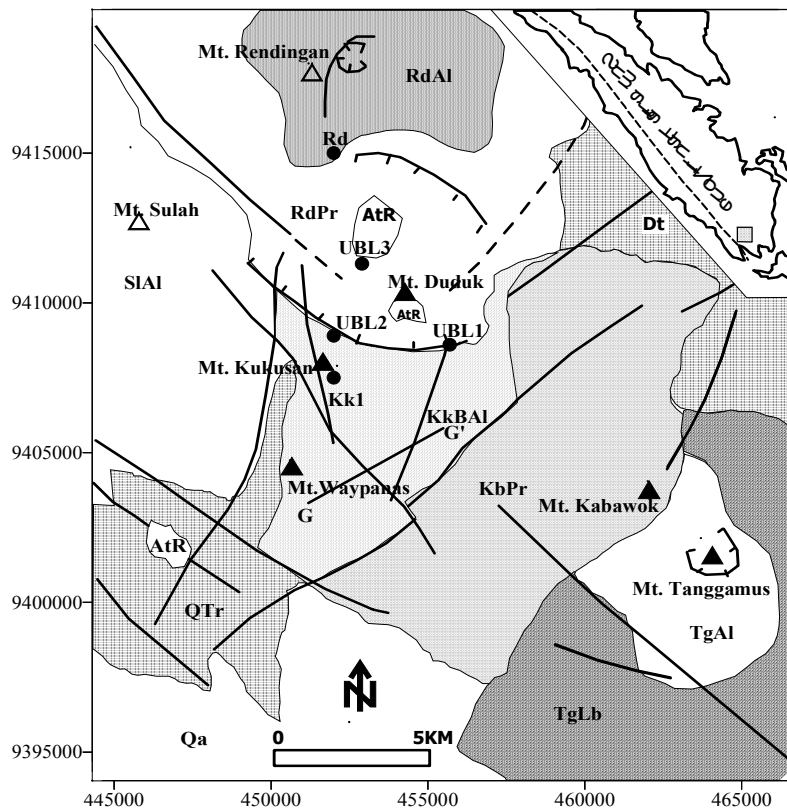 Mt. Rendingan
RdAl
Rd
9415000
Mt. Sulah
RdPr
AtR
Dt
UBL3
SlAl
Mt. Duduk
9410000
AtR
UBL2
UBL1
Mt. Kukusan
Kk1
KkBAl
9405000
G'
Mt.Waypanas
KbPr
Mt. Kabawok
G
AtR
Mt. Tanggamus
9400000
QTr
TgAl
N
TgLb
Qa
0
5KM
9395000
445000
450000
455000
460000
465000